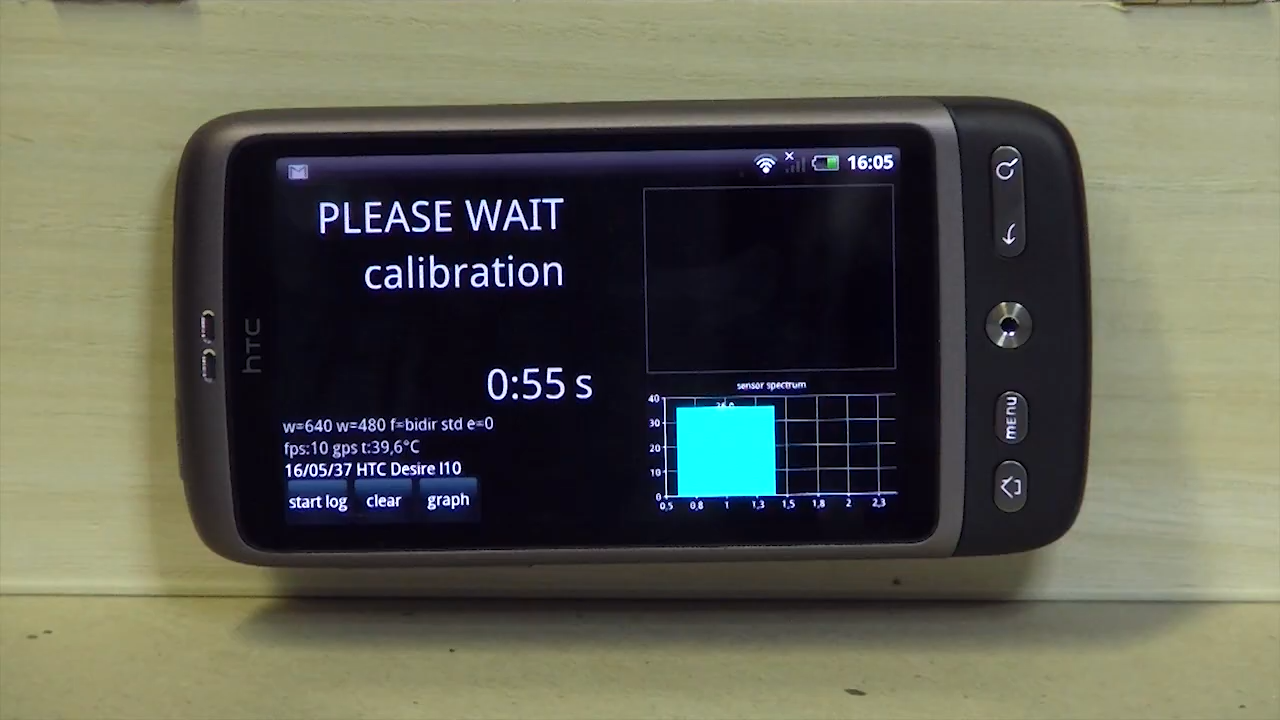 16:05
PLEASE WAIT
calibration
0:55 s
w=640 w=480 f=bidir std e=0
fps:10 gps t:39,6°C
16/05/37 HTC Desire I10
start log clear graph
sensor spectrum
40
30
20
10
0
0,5 0,8 1 1,3 1,5 1,8 2 2,3
hTC
menu